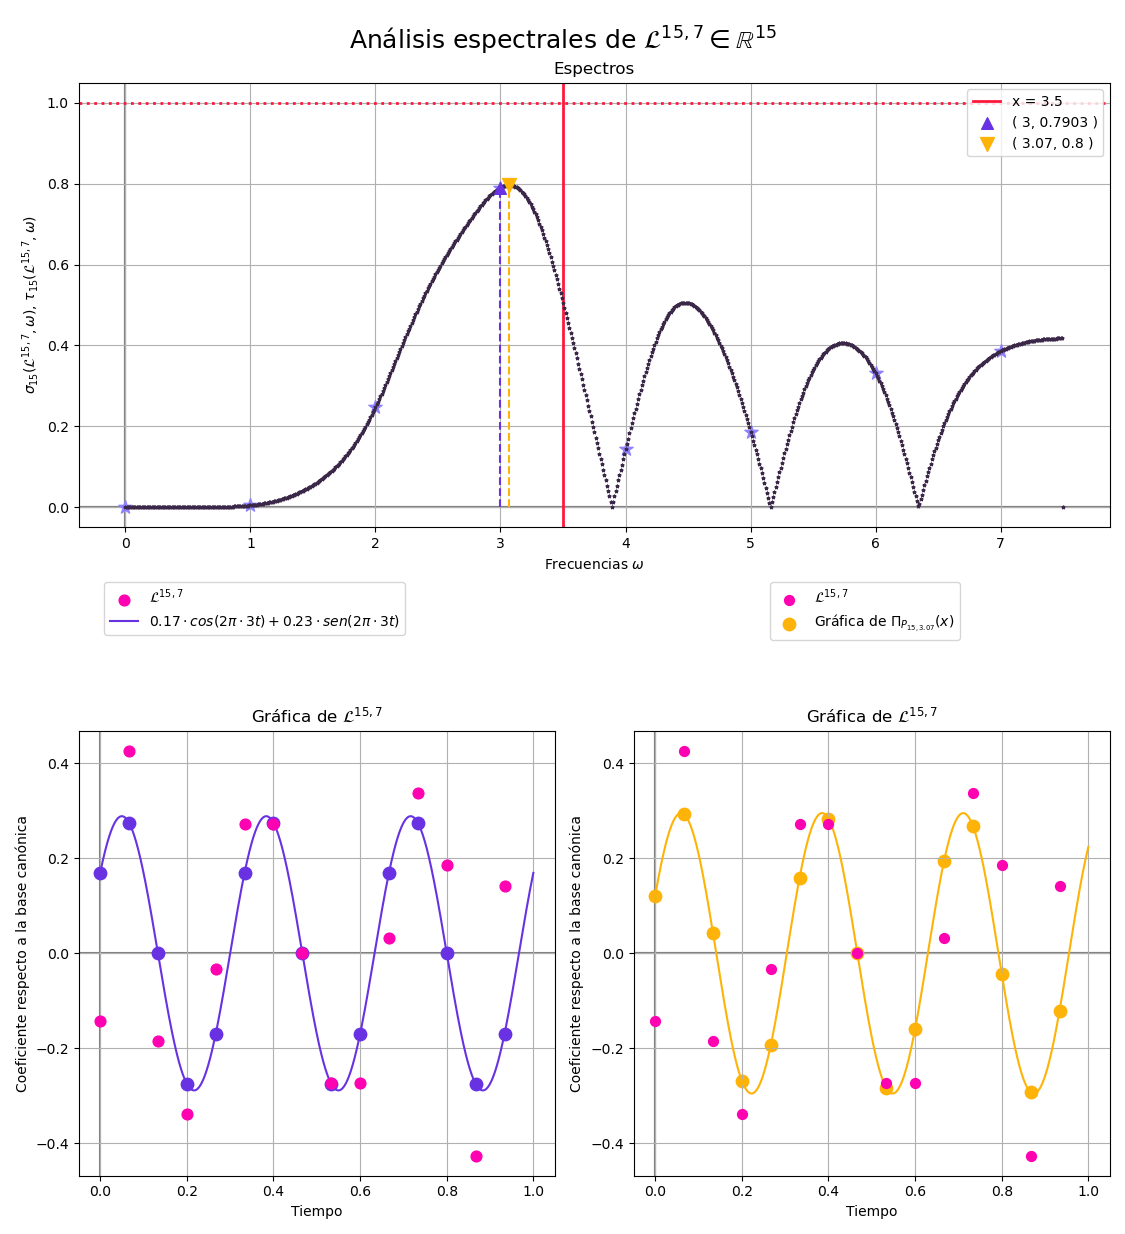 Análisis espectrales de 𝓛^{15,7} ∈ ℝ^{15}
Espectros
σ_{15}(𝓛^{15,7}, ω), τ_{15}(𝓛^{15,7}, ω)
1.0
0.8
0.6
0.4
0.2
0.0
x = 3.5
( 3, 0.7903 )
( 3.07, 0.8 )
0 1 2 3 4 5 6 7
Frecuencias ω
𝓛^{15,7}
0.17 · cos(2π · 3t) + 0.23 · sen(2π · 3t)
𝓛^{15,7}
Gráfica de Π_{P_{15,3.07}}(x)
Gráfica de 𝓛^{15,7}
Coeficiente respecto a la base canónica
0.4
0.2
0.0
−0.2
−0.4
0.0 0.2 0.4 0.6 0.8 1.0
Tiempo
Gráfica de 𝓛^{15,7}
Coeficiente respecto a la base canónica
0.4
0.2
0.0
−0.2
−0.4
0.0 0.2 0.4 0.6 0.8 1.0
Tiempo